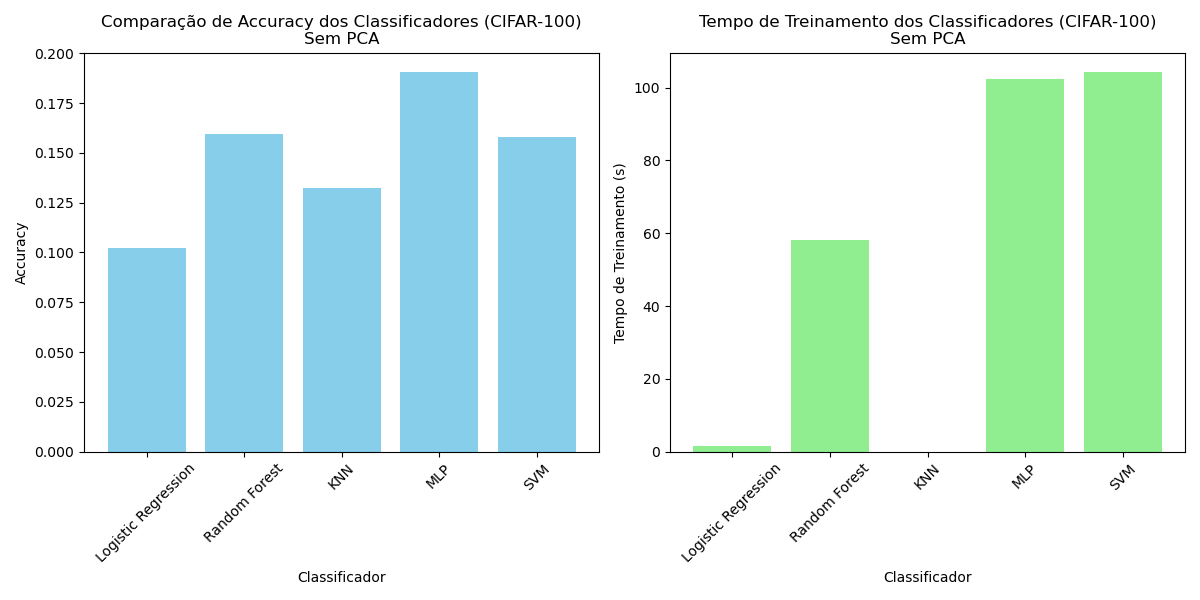 Comparação de Accuracy dos Classificadores (CIFAR-100)
Sem PCA
Accuracy
0.200
0.175
0.150
0.125
0.100
0.075
0.050
0.025
0.000
Logistic Regression
Random Forest
KNN
MLP
SVM
Classificador
Tempo de Treinamento dos Classificadores (CIFAR-100)
Sem PCA
Tempo de Treinamento (s)
100
80
60
40
20
0
Logistic Regression
Random Forest
KNN
MLP
SVM
Classificador